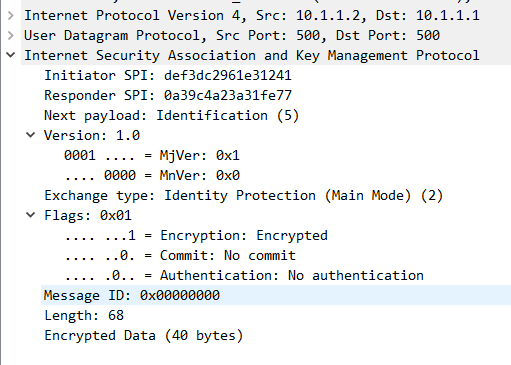 Internet Protocol Version 4, Src: 10.1.1.2, Dst: 10.1.1.1
User Datagram Protocol, Src Port: 500, Dst Port: 500
Internet Security Association and Key Management Protocol
Initiator SPI: def3dc2961e31241
Responder SPI: 0a39c4a23a31fe77
Next payload: Identification (5)
Version: 1.0
0001 .... = MjVer: 0x1
.... 0000 = MnVer: 0x0
Exchange type: Identity Protection (Main Mode) (2)
Flags: 0x01
.... ...1 = Encryption: Encrypted
.... ..0. = Commit: No commit
.... .0.. = Authentication: No authentication
Message ID: 0x00000000
Length: 68
Encrypted Data (40 bytes)